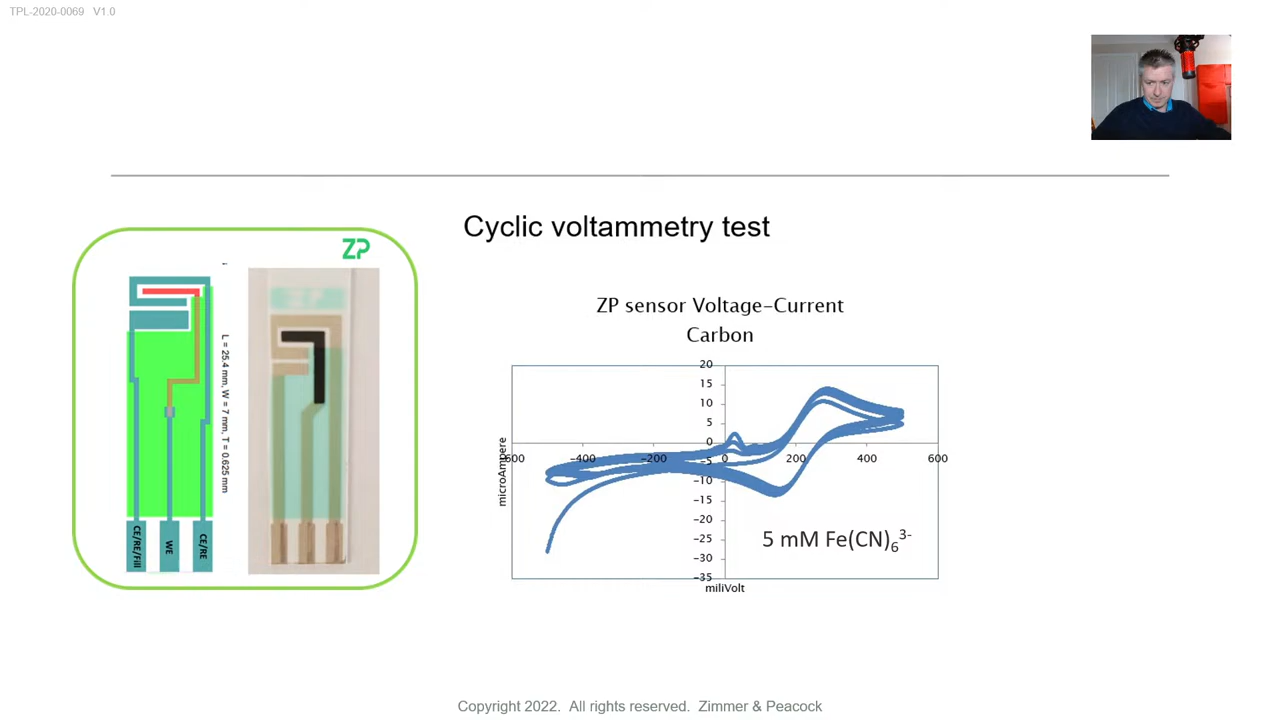 TPL-2020-0069 V1.0
Cyclic voltammetry test
ZP
L = 25.4 mm, W = 7 mm, T = 0.625 mm
CE/RE/Fill
WE
CE/RE
ZP sensor Voltage-Current
Carbon
20
15
10
5
0
-5
-10
-15
-20
-25
-30
-35
600
-400
-200
0
200
400
600
microAmpere
miliVolt
5 mM Fe(CN)₆³⁻
Copyright 2022. All rights reserved. Zimmer & Peacock